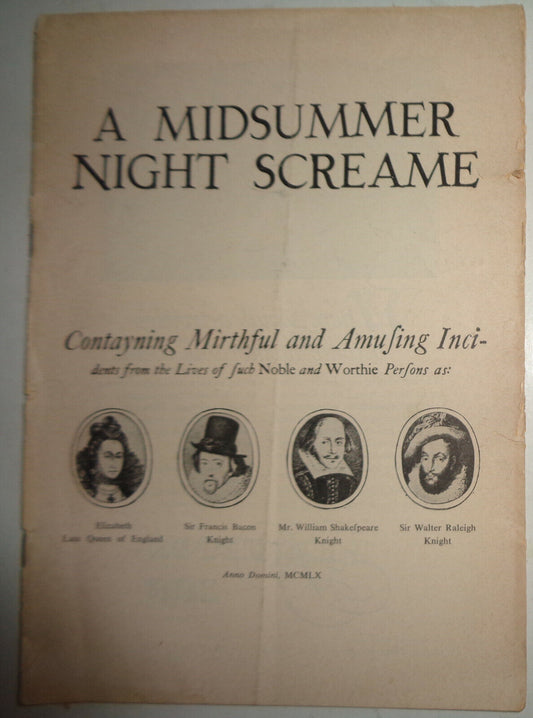 A MIDSUMMER
NIGHT SCREAME
Contayning Mirthful and Amuſing Inci-
dents from the Lives of ſuch Noble and Worthie Perſons as:
Elizabeth
Late Queen of England
Sir Francis Bacon
Knight
Mr. William Shakeſpeare
Knight
Sir Walter Raleigh
Knight
Anno Domini, MCMLX